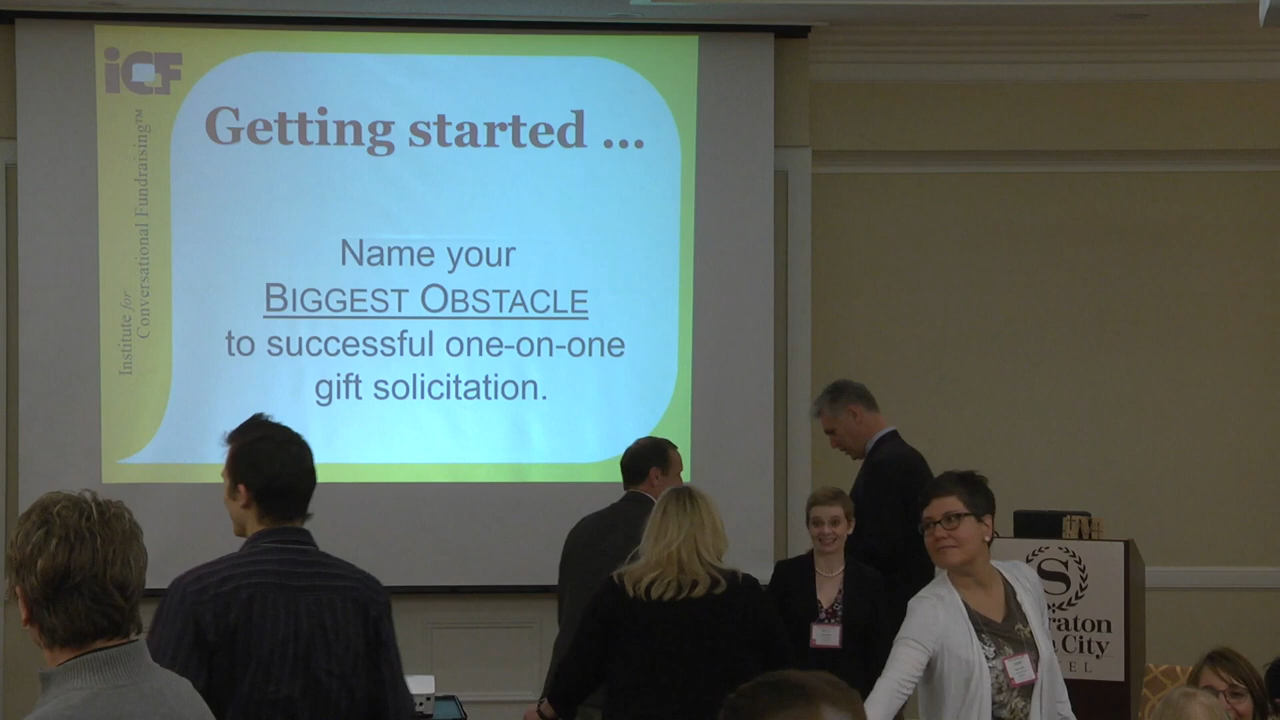 iCF
Institute for
Conversational Fundraising™
Getting started ...
Name your
BIGGEST OBSTACLE
to successful one-on-one
gift solicitation.
S
raton
City
EL